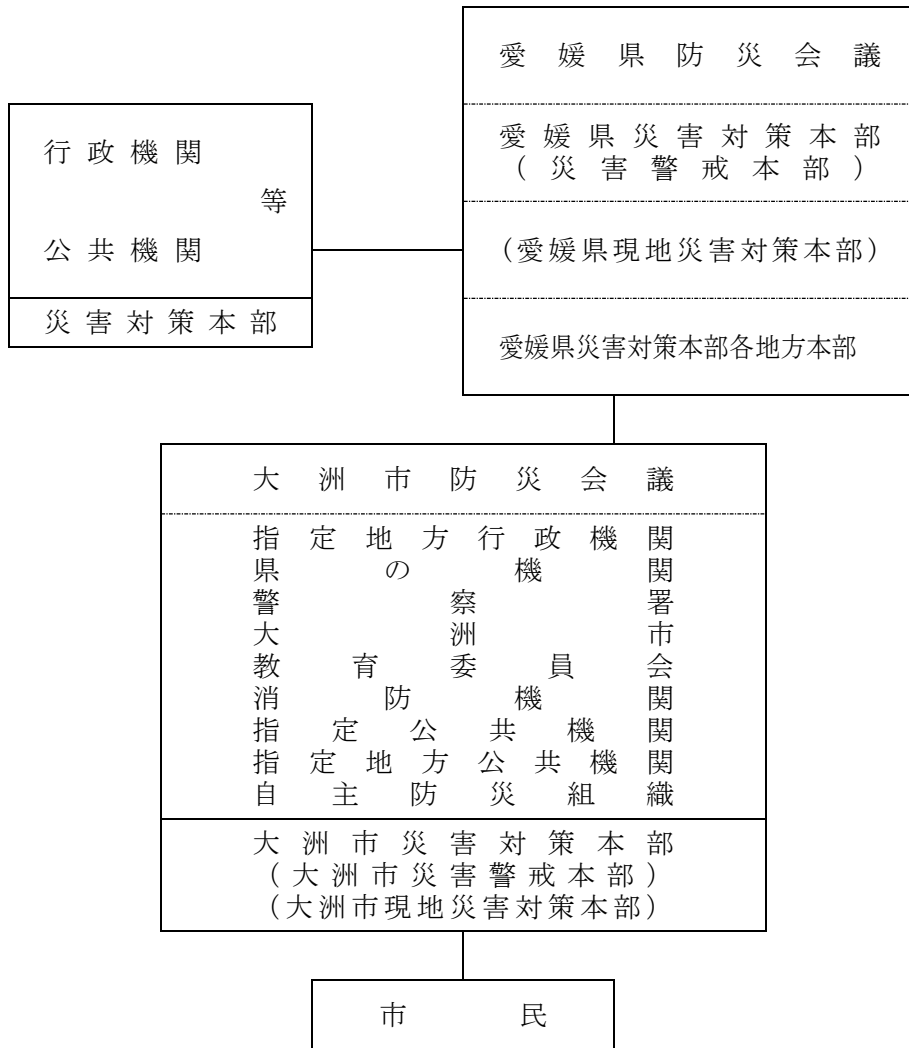 愛媛県防災会議
愛媛県災害対策本部
(災害警戒本部)
(愛媛県現地災害対策本部)
愛媛県災害対策本部各地方本部
行政機関
等
公共機関
災害対策本部
大洲市防災会議
指定地方行政機関
県の機関
警察署
大洲市
教育委員会
消防機関
指定公共機関
指定地方公共機関
自主防災組織
大洲市災害対策本部
(大洲市災害警戒本部)
(大洲市現地災害対策本部)
市民